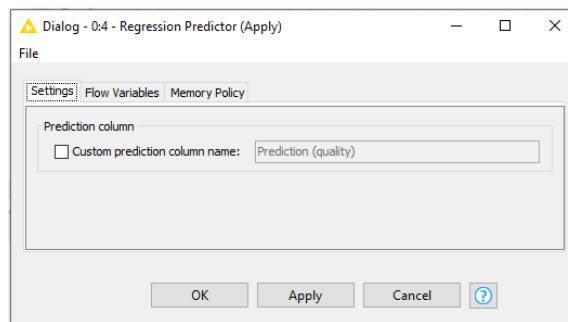 Dialog - 0:4 - Regression Predictor (Apply)
File
Settings Flow Variables Memory Policy
Prediction column
Custom prediction column name: Prediction (quality)
OK Apply Cancel ?